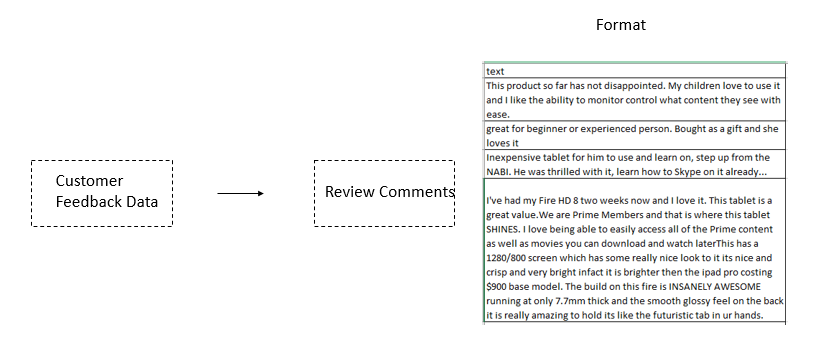 Format
Customer
Feedback Data
Review Comments
text
This product so far has not disappointed. My children love to use it
and I like the ability to monitor control what content they see with
ease.
great for beginner or experienced person. Bought as a gift and she
loves it
Inexpensive tablet for him to use and learn on, step up from the
NABI. He was thrilled with it, learn how to Skype on it already...
I've had my Fire HD 8 two weeks now and I love it. This tablet is a
great value.We are Prime Members and that is where this tablet
SHINES. I love being able to easily access all of the Prime content
as well as movies you can download and watch laterThis has a
1280/800 screen which has some really nice look to it its nice and
crisp and very bright infact it is brighter then the ipad pro costing
$900 base model. The build on this fire is INSANELY AWESOME
running at only 7.7mm thick and the smooth glossy feel on the back
it is really amazing to hold its like the futuristic tab in ur hands.